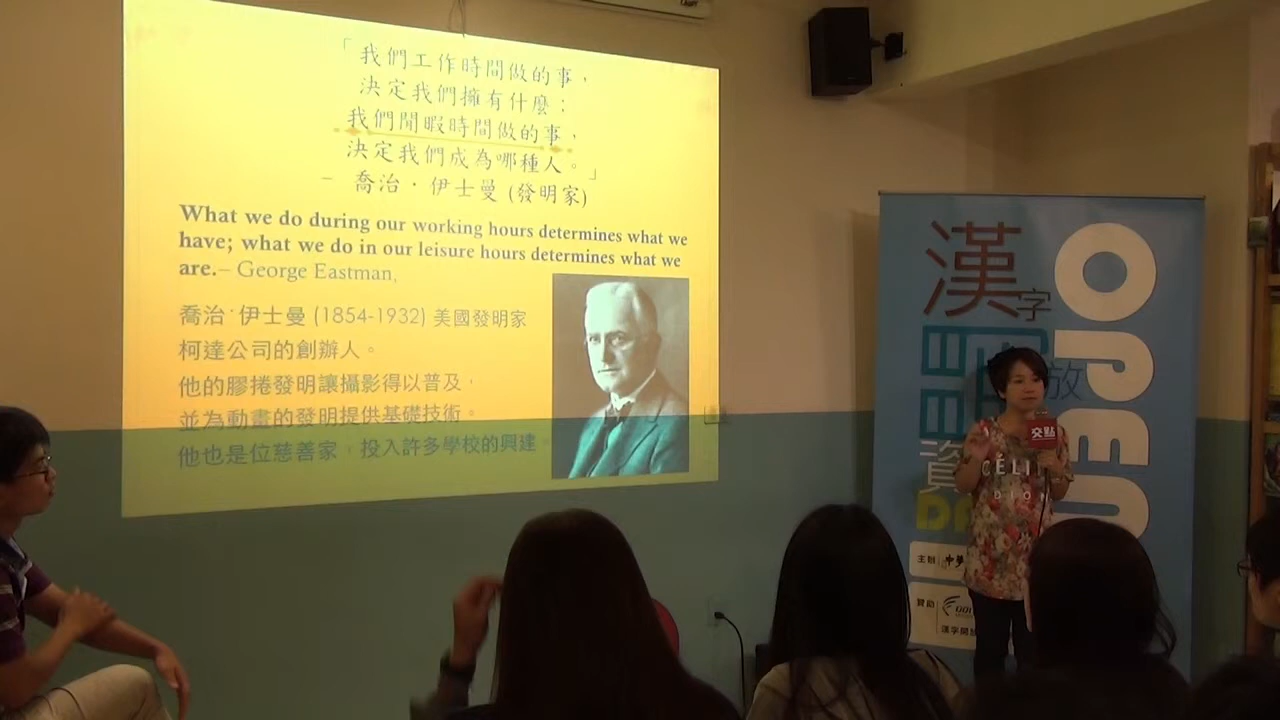 「我們工作時間做的事，
決定我們擁有什麼；
我們閒暇時間做的事，
決定我們成為哪種人。」
– 喬治．伊士曼 (發明家)
What we do during our working hours determines what we
have; what we do in our leisure hours determines what we
are.– George Eastman,
喬治˙伊士曼 (1854-1932) 美國發明家
柯達公司的創辦人。
他的膠捲發明讓攝影得以普及，
並為動畫的發明提供基礎技術。
他也是位慈善家，投入許多學校的興建。
漢
字
放
資
OPEN
主辦
贊助
漢字開放
交點